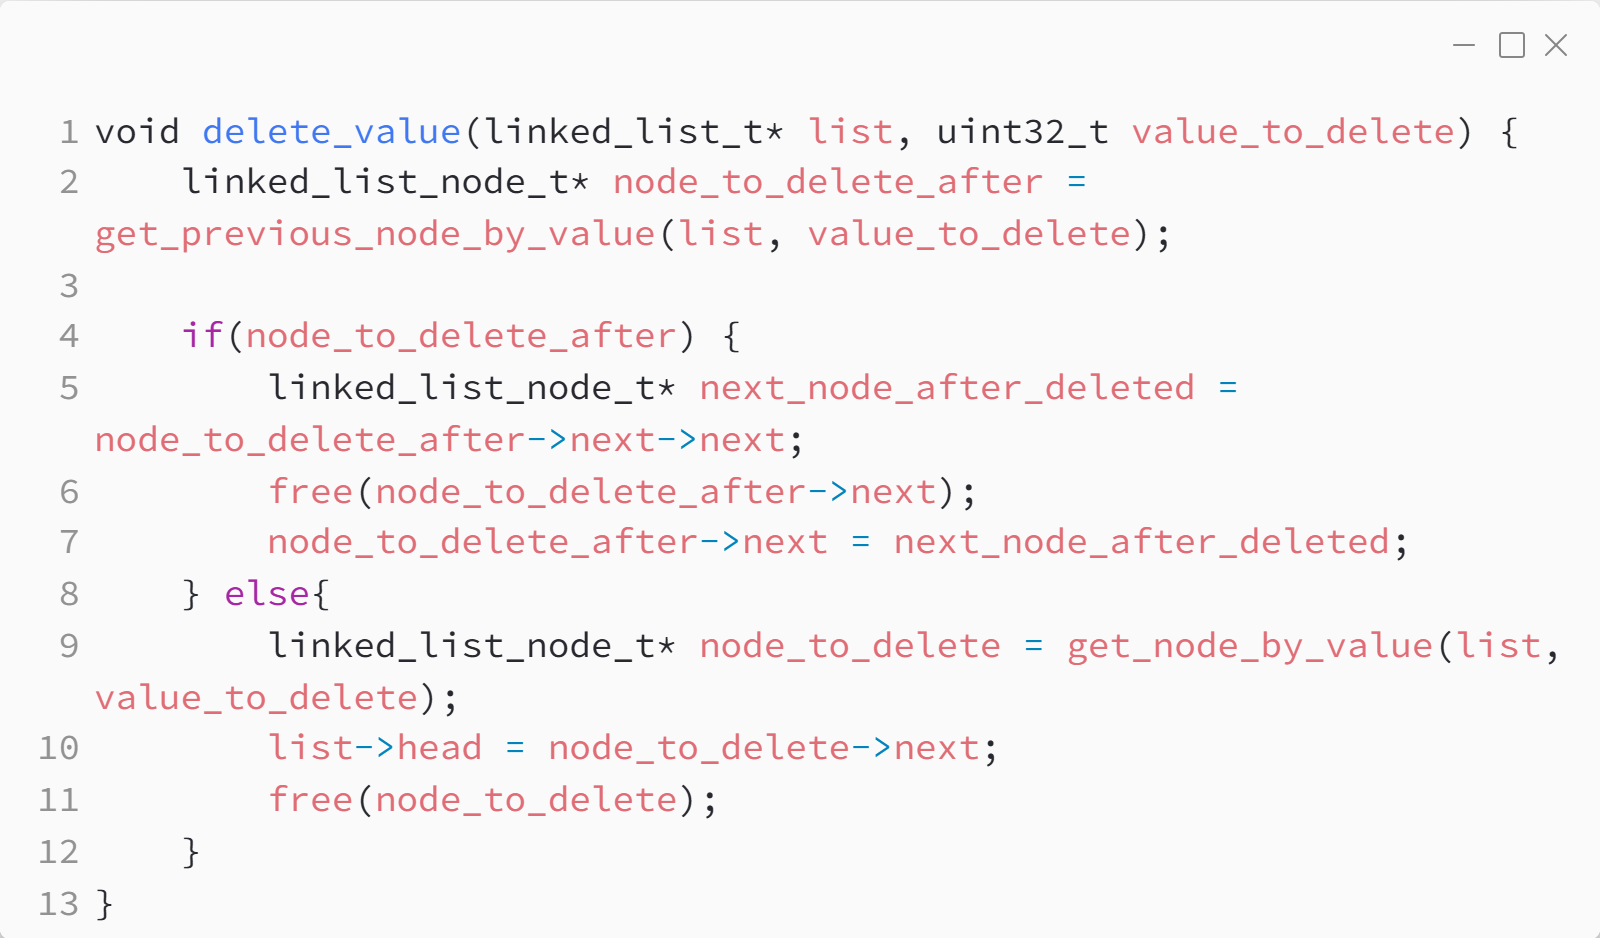 1 void delete_value(linked_list_t* list, uint32_t value_to_delete) {
2     linked_list_node_t* node_to_delete_after =
get_previous_node_by_value(list, value_to_delete);
3
4     if(node_to_delete_after) {
5         linked_list_node_t* next_node_after_deleted =
node_to_delete_after->next->next;
6         free(node_to_delete_after->next);
7         node_to_delete_after->next = next_node_after_deleted;
8     } else{
9         linked_list_node_t* node_to_delete = get_node_by_value(list,
value_to_delete);
10         list->head = node_to_delete->next;
11         free(node_to_delete);
12     }
13 }